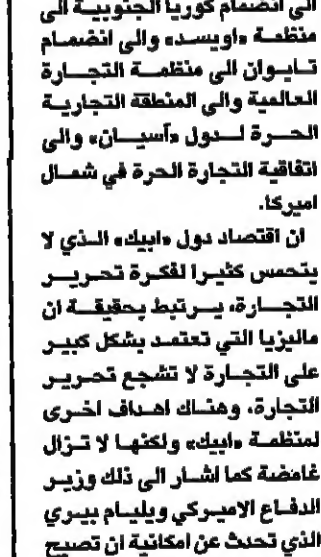 الى انضمام كوريا الجنوبية الى
منظمة «اويسد» والى انضمام
تايوان الى منظمة التجارة
العالمية والى المنطقة التجارية
الحرة لدول «آسيان» والى
اتفاقية التجارة الحرة في شمال
اميركا.
ان اقتصاد دول «ابيك» الذي لا
يتحمس كثيرا لفكرة تحرير
التجارة، يرتبط بحقيقة ان
ماليزيا التي تعتمد بشكل كبير
على التجارة لا تشجع تحرير
التجارة، وهناك اهداف اخرى
لمنظمة «ابيك» ولكنها لا تزال
غامضة كما اشار الى ذلك وزير
الدفاع الاميركي ويليام بيري
الذي تحدث عن امكانية ان تصبح